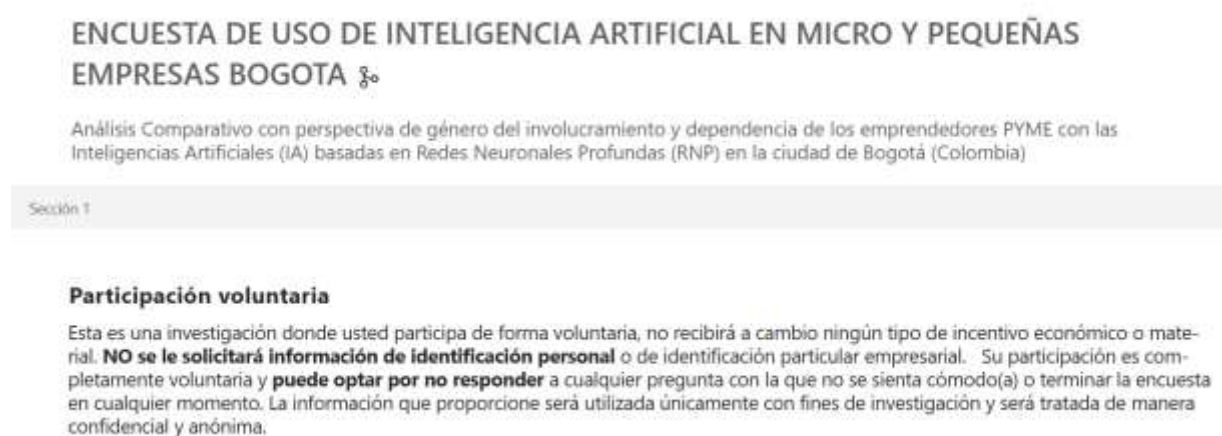 ENCUESTA DE USO DE INTELIGENCIA ARTIFICIAL EN MICRO Y PEQUEÑAS
EMPRESAS BOGOTA
Análisis Comparativo con perspectiva de género del involucramiento y dependencia de los emprendedores PYME con las
Inteligencias Artificiales (IA) basadas en Redes Neuronales Profundas (RNP) en la ciudad de Bogotá (Colombia)
Sección 1
Participación voluntaria
Esta es una investigación donde usted participa de forma voluntaria, no recibirá a cambio ningún tipo de incentivo económico o mate-
rial. NO se le solicitará información de identificación personal o de identificación particular empresarial. Su participación es com-
pletamente voluntaria y puede optar por no responder a cualquier pregunta con la que no se sienta cómodo(a) o terminar la encuesta
en cualquier momento. La información que proporcione será utilizada únicamente con fines de investigación y será tratada de manera
confidencial y anónima.